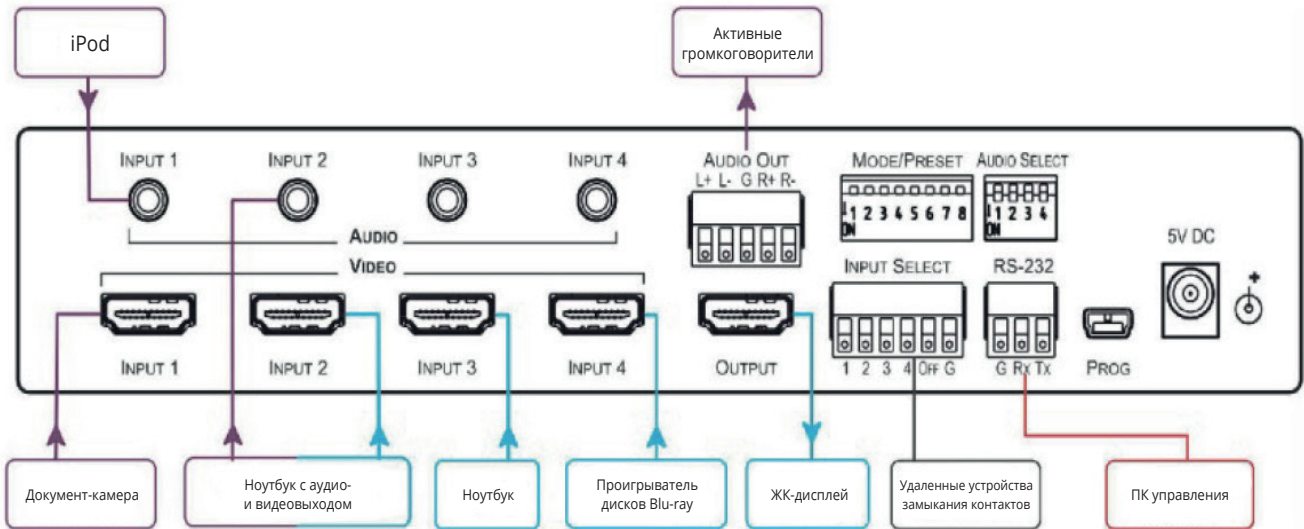 iPod
Активные
громкоговорители
INPUT 1
INPUT 2
INPUT 3
INPUT 4
AUDIO OUT
L+ L- G R+ R-
MODE/PRESET
AUDIO SELECT
1 2 3 4 5 6 7 8
ON
1 2 3 4
ON
AUDIO
VIDEO
INPUT SELECT
RS-232
5V DC
+
INPUT 1
INPUT 2
INPUT 3
INPUT 4
OUTPUT
1 2 3 4 OFF G
G RX TX
PROG
Документ-камера
Ноутбук с аудио-
и видеовыходом
Ноутбук
Проигрыватель
дисков Blu-ray
ЖК-дисплей
Удаленные устройства
замыкания контактов
ПК управления